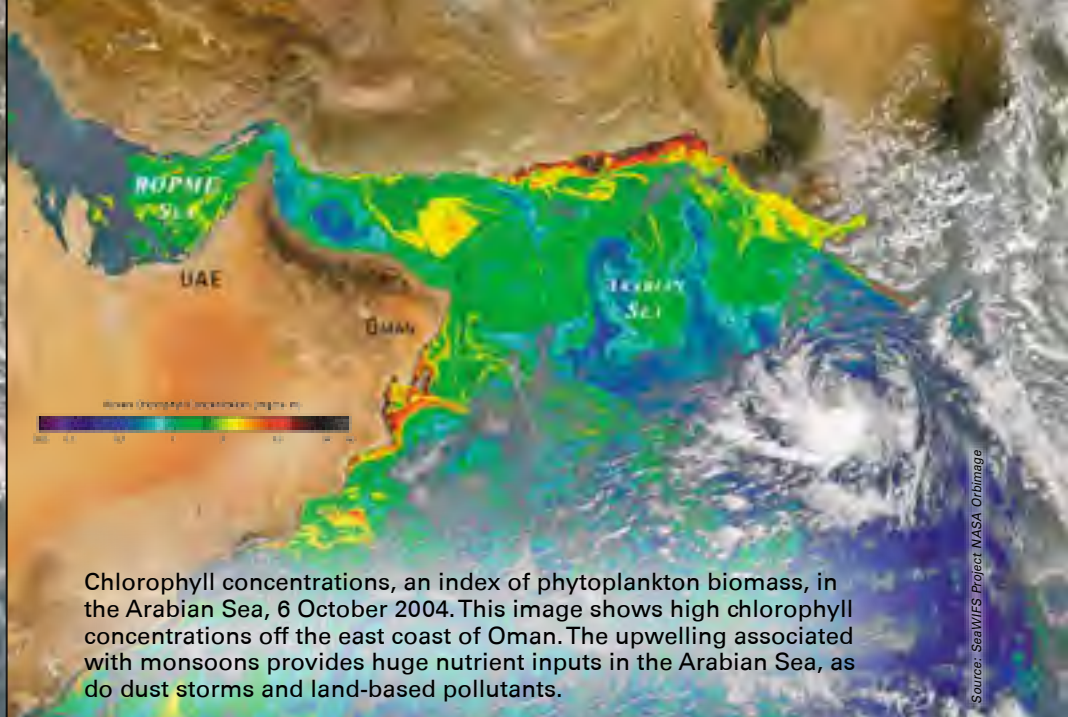 ROPME
SEA
UAE
OMAN
ARABIAN
SEA
Chlorophyll concentrations, an index of phytoplankton biomass, in
the Arabian Sea, 6 October 2004. This image shows high chlorophyll
concentrations off the east coast of Oman. The upwelling associated
with monsoons provides huge nutrient inputs in the Arabian Sea, as
do dust storms and land-based pollutants.
Source: SeaWIFS Project NASA Orbimage